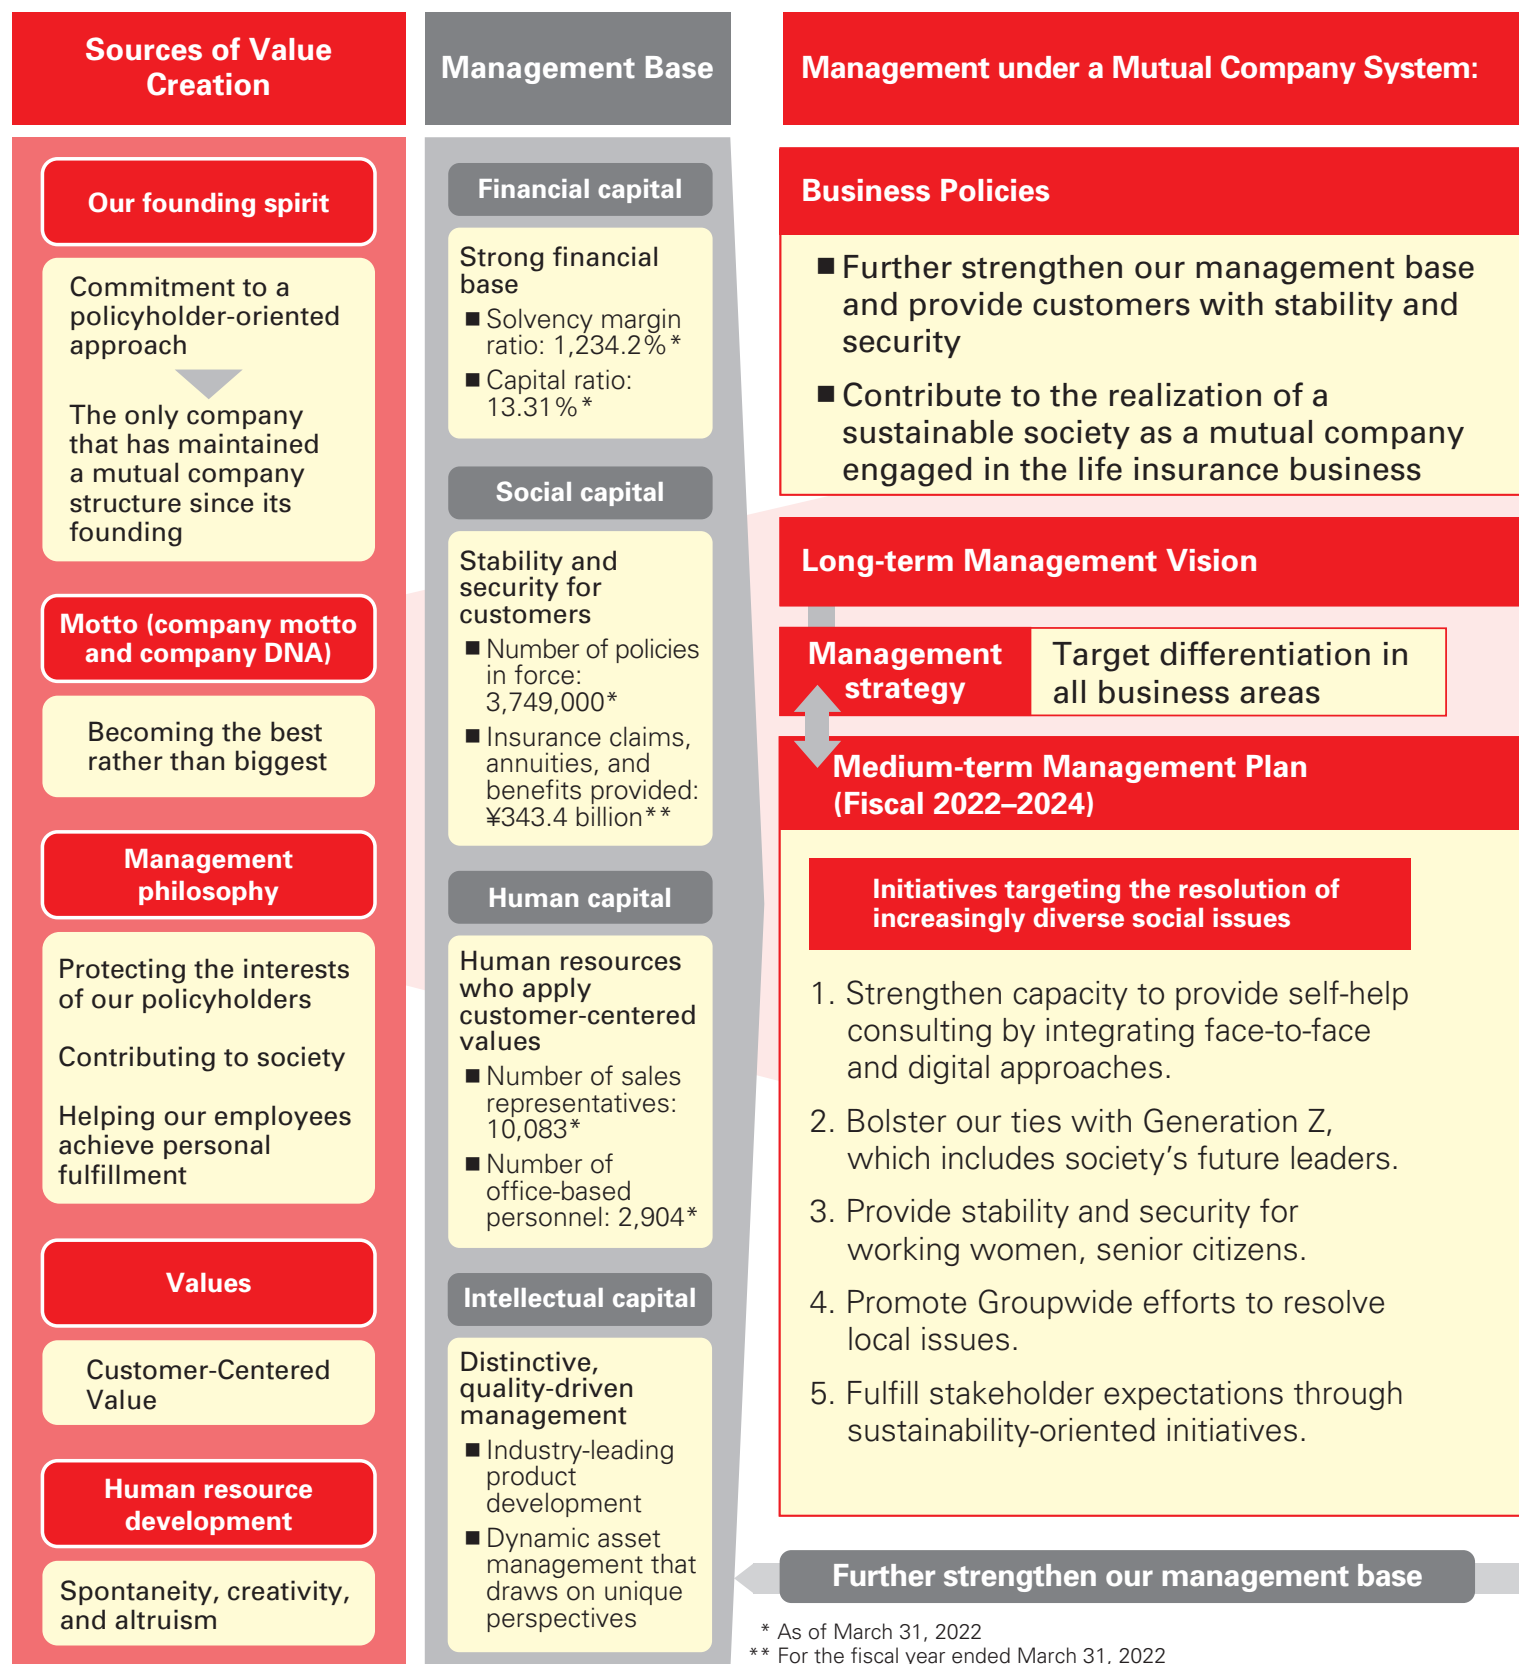 Sources of Value
Creation
Our founding spirit
Commitment to a
policyholder-oriented
approach
The only company
that has maintained
a mutual company
structure since its
founding
Motto (company motto
and company DNA)
Becoming the best
rather than biggest
Management
philosophy
Protecting the interests
of our policyholders
Contributing to society
Helping our employees
achieve personal
fulfillment
Values
Customer-Centered
Value
Human resource
development
Spontaneity, creativity,
and altruism
Management Base
Financial capital
Strong financial
base
■ Solvency margin
ratio: 1,234.2%*
■ Capital ratio:
13.31%*
Social capital
Stability and
security for
customers
■ Number of policies
in force:
3,749,000*
■ Insurance claims,
annuities, and
benefits provided:
¥343.4 billion**
Human capital
Human resources
who apply
customer-centered
values
■ Number of sales
representatives:
10,083*
■ Number of
office-based
personnel: 2,904*
Intellectual capital
Distinctive,
quality-driven
management
■ Industry-leading
product
development
■ Dynamic asset
management that
draws on unique
perspectives
Management under a Mutual Company System:
Business Policies
■ Further strengthen our management base
and provide customers with stability and
security
■ Contribute to the realization of a
sustainable society as a mutual company
engaged in the life insurance business
Long-term Management Vision
Management
strategy
Target differentiation in
all business areas
Medium-term Management Plan
(Fiscal 2022–2024)
Initiatives targeting the resolution of
increasingly diverse social issues
1. Strengthen capacity to provide self-help
consulting by integrating face-to-face
and digital approaches.
2. Bolster our ties with Generation Z,
which includes society’s future leaders.
3. Provide stability and security for
working women, senior citizens.
4. Promote Groupwide efforts to resolve
local issues.
5. Fulfill stakeholder expectations through
sustainability-oriented initiatives.
Further strengthen our management base
* As of March 31, 2022
** For the fiscal year ended March 31, 2022